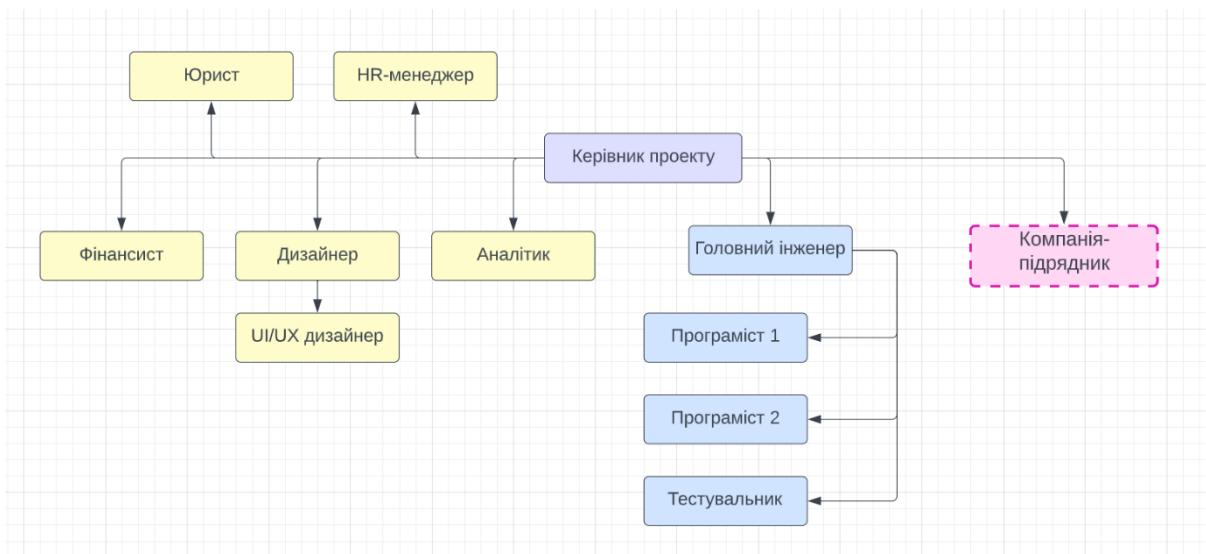 Юрист
HR-менеджер
Керівник проекту
Фінансист
Дизайнер
Аналітик
Головний інженер
Компанія-
підрядник
UI/UX дизайнер
Програміст 1
Програміст 2
Тестувальник